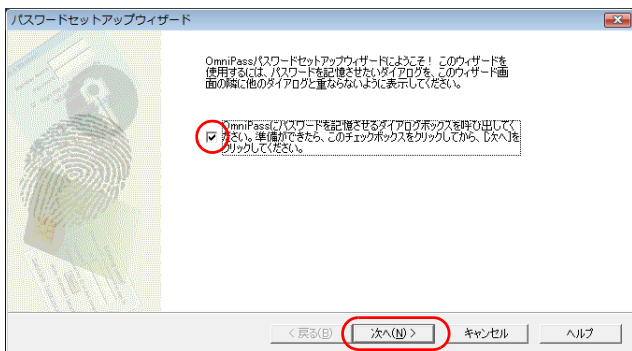 パスワードセットアップウィザード
OmniPassパスワードセットアップウィザードにようこそ！ このウィザードを
使用するには、パスワードを記憶させたいダイアログを、このウィザード画
面の隣に他のダイアログと重ならないように表示してください。
OmniPassにパスワードを記憶させるダイアログボックスを呼び出してく
ださい。準備ができたら、このチェックボックスをクリックしてから、[次へ]を
クリックしてください。
< 戻る(B) 次へ(N) > キャンセル ヘルプ